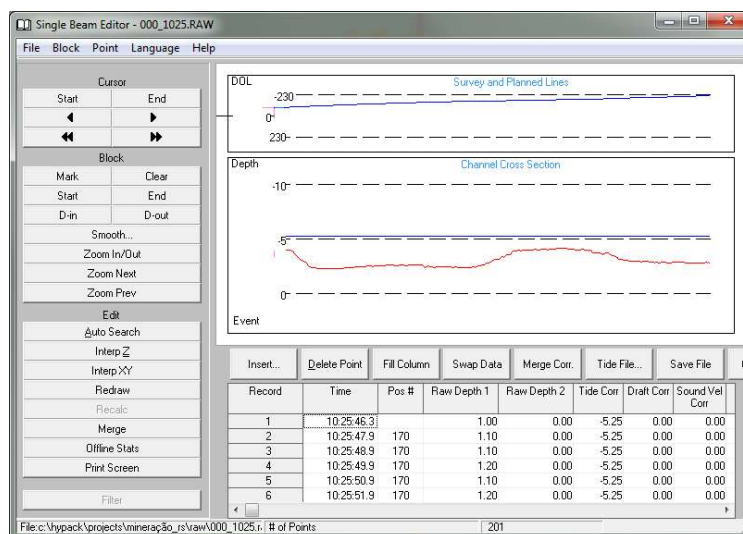 Single Beam Editor - 000_1025.RAW
File Block Point Language Help
Cursor
Start End
Block
Mark Clear
Start End
D-in D-out
Smooth...
Zoom In/Out
Zoom Next
Zoom Prev
Edit
Auto Search
Interp Z
Interp XY
Redraw
Recalc
Merge
Offline Stats
Print Screen
Filter
DOL Survey and Planned Lines
-230
0
230
Depth Channel Cross Section
-10
-5
0
Event
Insert... Delete Point Fill Column Swap Data Merge Corr. Tide File... Save File
Record Time Pos # Raw Depth 1 Raw Depth 2 Tide Corr Draft Corr Sound Vel Corr
1 10:25:46.3 1.00 0.00 -5.25 0.00 0.00
2 10:25:47.9 170 1.10 0.00 -5.25 0.00 0.00
3 10:25:48.9 170 1.10 0.00 -5.25 0.00 0.00
4 10:25:49.9 170 1.20 0.00 -5.25 0.00 0.00
5 10:25:50.9 170 1.10 0.00 -5.25 0.00 0.00
6 10:25:51.9 170 1.20 0.00 -5.25 0.00 0.00
File:c:\hypack\projects\mineração_rs\raw\000_1025.r. # of Points 201